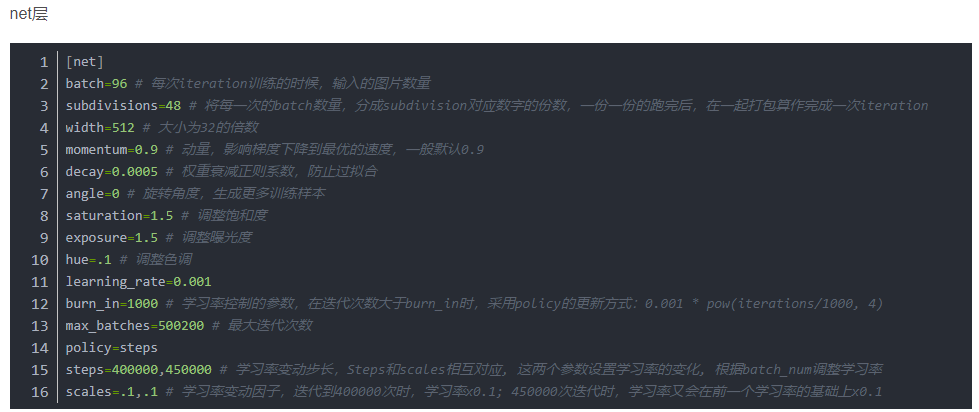 net层
1 [net]
2 batch=96 # 每次iteration训练的时候，输入的图片数量
3 subdivisions=48 # 将每一次的batch数量，分成subdivision对应数字的份数，一份一份的跑完后，在一起打包算作完成一次iteration
4 width=512 # 大小为32的倍数
5 momentum=0.9 # 动量，影响梯度下降到最优的速度，一般默认0.9
6 decay=0.0005 # 权重衰减正则系数，防止过拟合
7 angle=0 # 旋转角度，生成更多训练样本
8 saturation=1.5 # 调整饱和度
9 exposure=1.5 # 调整曝光度
10 hue=.1 # 调整色调
11 learning_rate=0.001
12 burn_in=1000 # 学习率控制的参数，在迭代次数大于burn_in时，采用policy的更新方式：0.001 * pow(iterations/1000, 4)
13 max_batches=500200 # 最大迭代次数
14 policy=steps
15 steps=400000,450000 # 学习率变动步长，Steps和scales相互对应, 这两个参数设置学习率的变化, 根据batch_num调整学习率
16 scales=.1,.1 # 学习率变动因子，迭代到400000次时，学习率x0.1; 450000次迭代时，学习率又会在前一个学习率的基础上x0.1